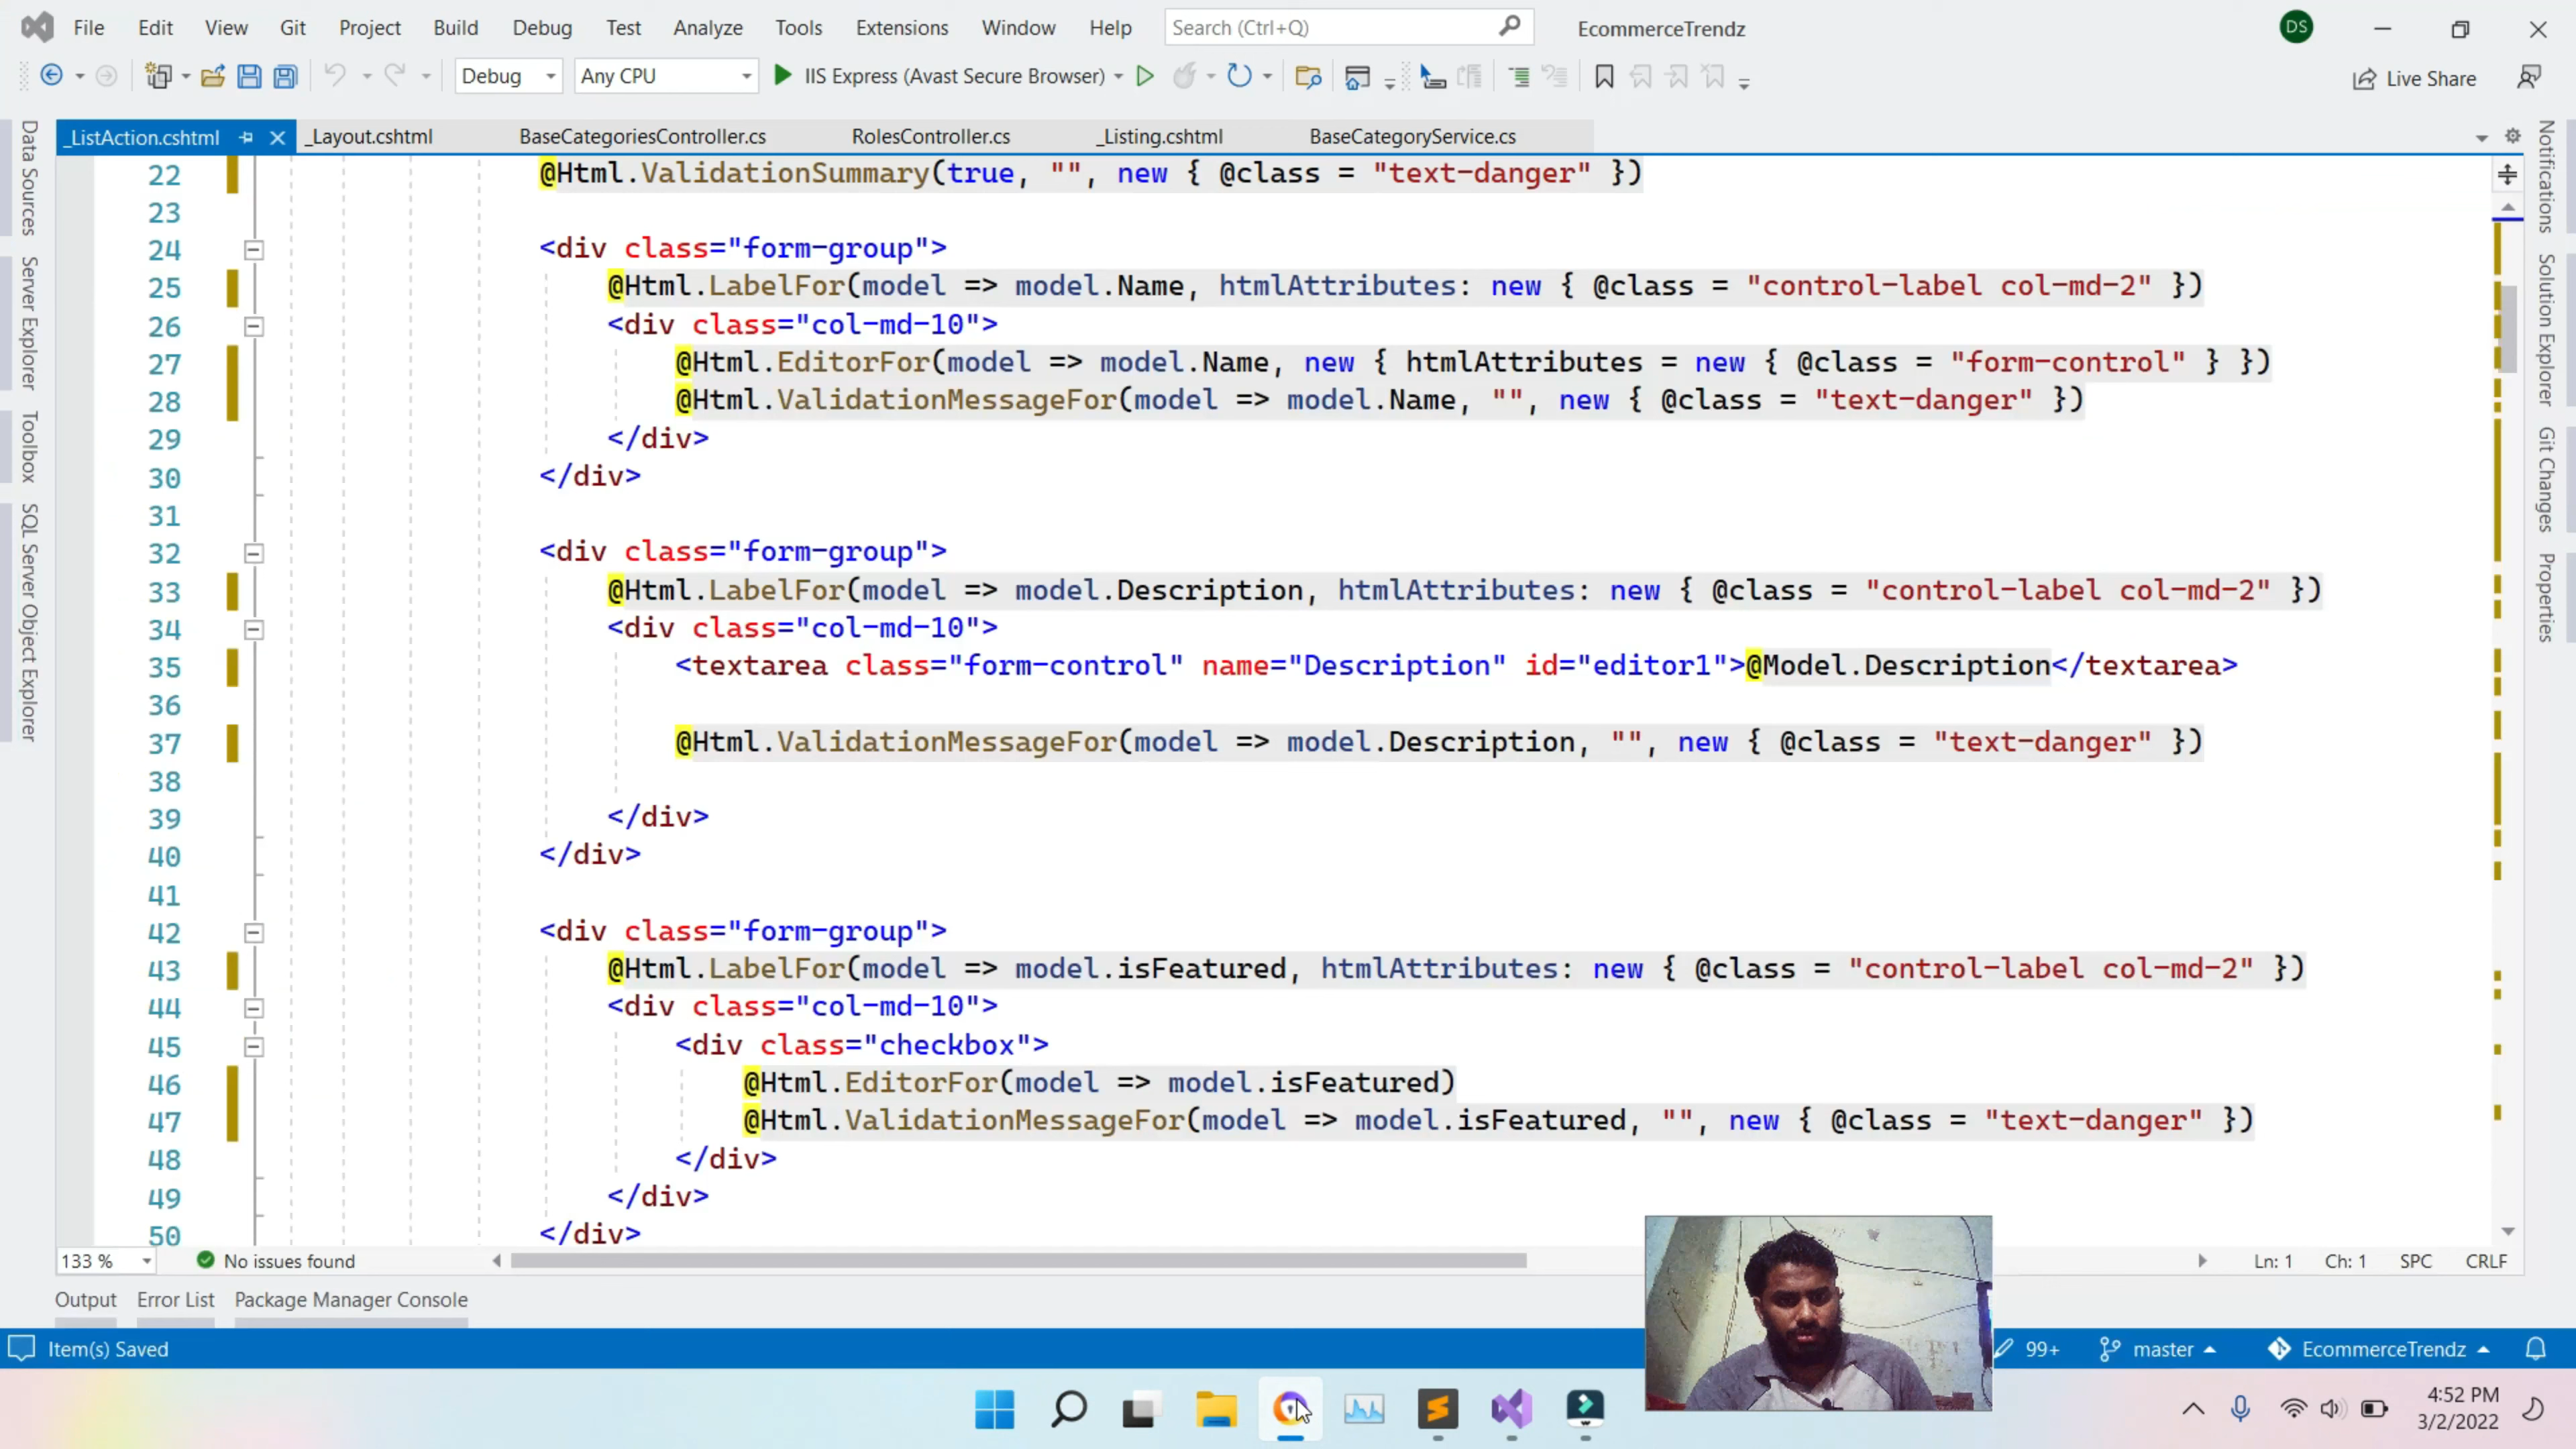 File Edit View Git Project Build Debug Test Analyze Tools Extensions Window Help Search (Ctrl+Q) EcommerceTrendz DS
Debug Any CPU IIS Express (Avast Secure Browser) Live Share
_ListAction.cshtml _Layout.cshtml BaseCategoriesController.cs RolesController.cs _Listing.cshtml BaseCategoryService.cs
Data Sources
Server Explorer
Toolbox
SQL Server Object Explorer
22 @Html.ValidationSummary(true, "", new { @class = "text-danger" })
23
24 <div class="form-group">
25 @Html.LabelFor(model => model.Name, htmlAttributes: new { @class = "control-label col-md-2" })
26 <div class="col-md-10">
27 @Html.EditorFor(model => model.Name, new { htmlAttributes = new { @class = "form-control" } })
28 @Html.ValidationMessageFor(model => model.Name, "", new { @class = "text-danger" })
29 </div>
30 </div>
31
32 <div class="form-group">
33 @Html.LabelFor(model => model.Description, htmlAttributes: new { @class = "control-label col-md-2" })
34 <div class="col-md-10">
35 <textarea class="form-control" name="Description" id="editor1">@Model.Description</textarea>
36
37 @Html.ValidationMessageFor(model => model.Description, "", new { @class = "text-danger" })
38
39 </div>
40 </div>
41
42 <div class="form-group">
43 @Html.LabelFor(model => model.isFeatured, htmlAttributes: new { @class = "control-label col-md-2" })
44 <div class="col-md-10">
45 <div class="checkbox">
46 @Html.EditorFor(model => model.isFeatured)
47 @Html.ValidationMessageFor(model => model.isFeatured, "", new { @class = "text-danger" })
48 </div>
49 </div>
50 </div>
Notifications
Solution Explorer
Git Changes
Properties
133 % No issues found Ln: 1 Ch: 1 SPC CRLF
Output Error List Package Manager Console
Item(s) Saved 99+ master EcommerceTrendz
4:52 PM
3/2/2022